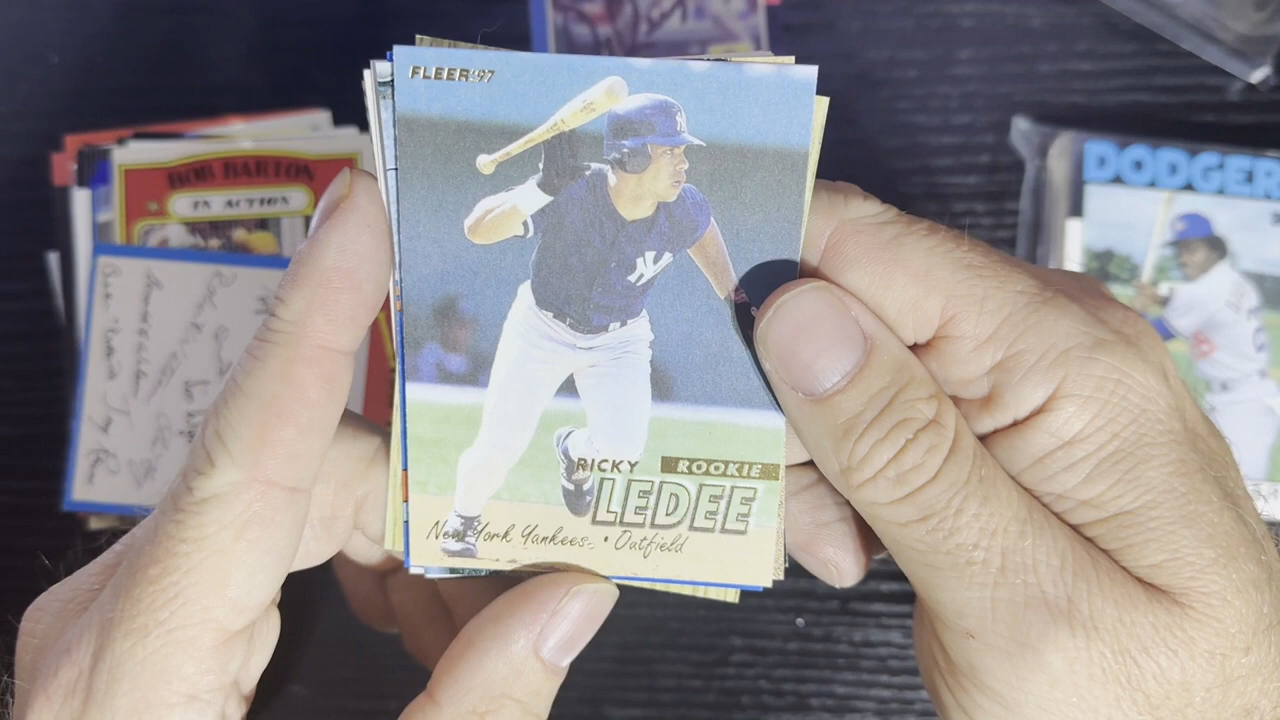 FLEER '97
BOB BARTON
IN ACTION
DODGER
RICKY
ROOKIE
LEDEE
New York Yankees • Outfield